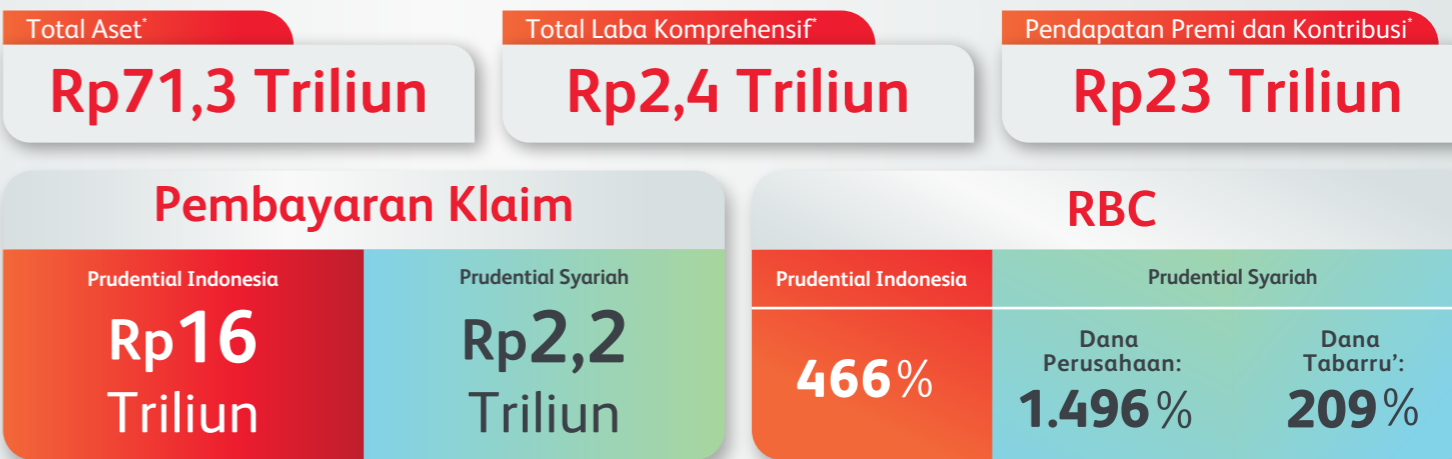 Total Aset*
Rp71,3 Triliun
Total Laba Komprehensif*
Rp2,4 Triliun
Pendapatan Premi dan Kontribusi*
Rp23 Triliun
Pembayaran Klaim
Prudential Indonesia
Rp16
Triliun
Prudential Syariah
Rp2,2
Triliun
RBC
Prudential Indonesia
466%
Prudential Syariah
Dana
Perusahaan:
1.496%
Dana
Tabarru’:
209%